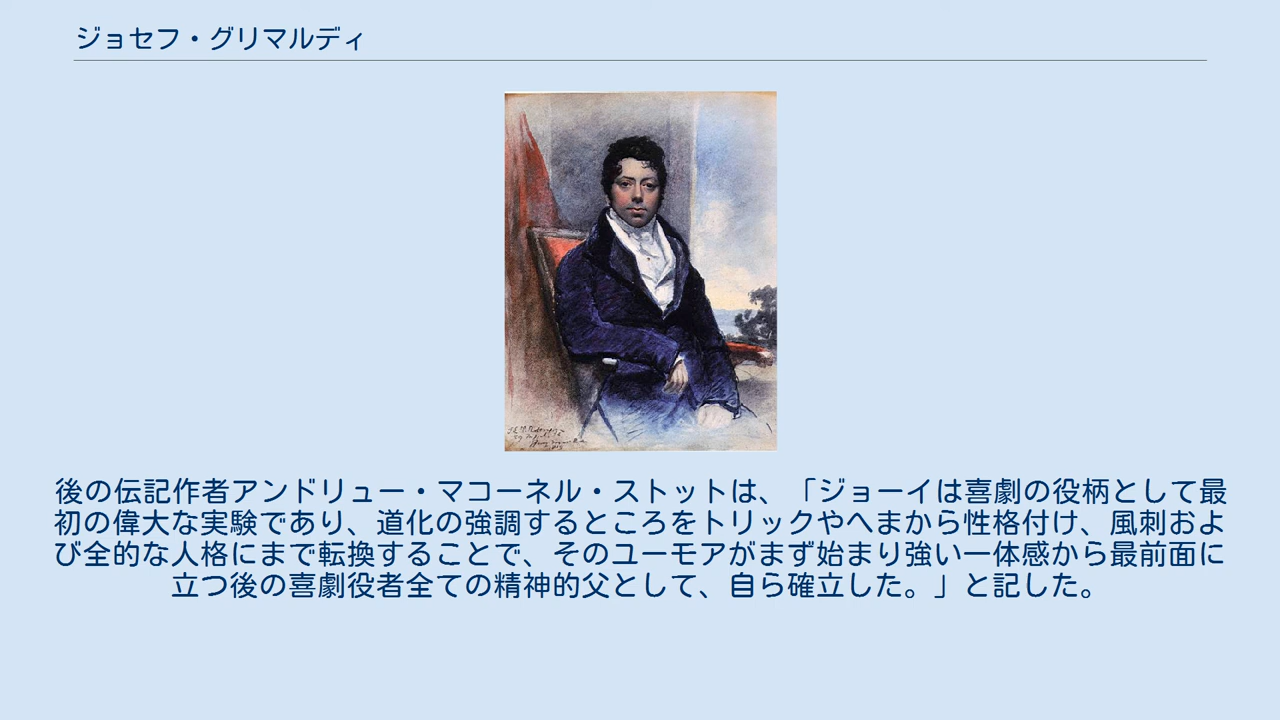 ジョセフ・グリマルディ
後の伝記作者アンドリュー・マコーネル・ストットは、「ジョーイは喜劇の役柄として最
初の偉大な実験であり、道化の強調するところをトリックやへまから性格付け、風刺およ
び全的な人格にまで転換することで、そのユーモアがまず始まり強い一体感から最前面に
立つ後の喜劇役者全ての精神的父として、自ら確立した。」と記した。